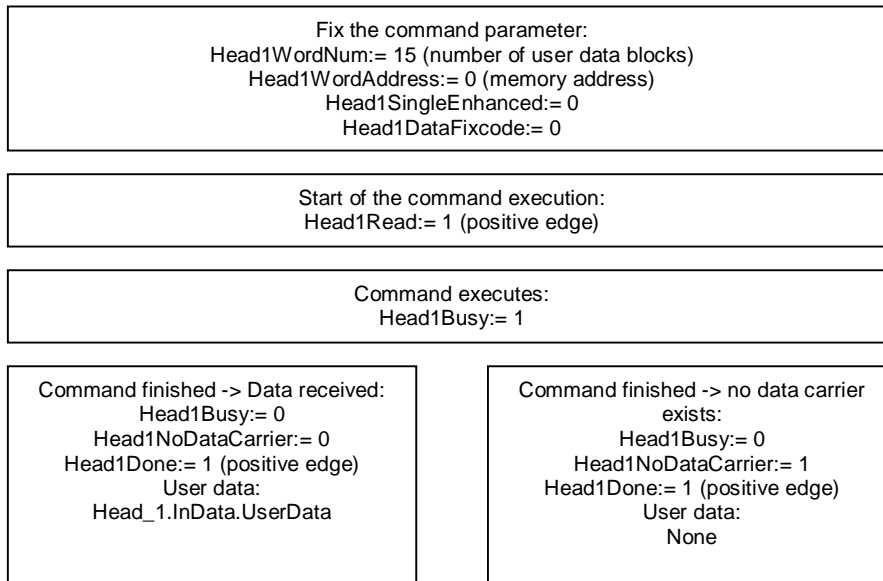 Fix the command parameter:
Head1WordNum:= 15 (number of user data blocks)
Head1WordAddress:= 0 (memory address)
Head1SingleEnhanced:= 0
Head1DataFixcode:= 0
Start of the command execution:
Head1Read:= 1 (positive edge)
Command executes:
Head1Busy:= 1
Command finished -> Data received:
Head1Busy:= 0
Head1NoDataCarrier:= 0
Head1Done:= 1 (positive edge)
User data:
Head_1.InData.UserData
Command finished -> no data carrier
exists:
Head1Busy:= 0
Head1NoDataCarrier:= 1
Head1Done:= 1 (positive edge)
User data:
None